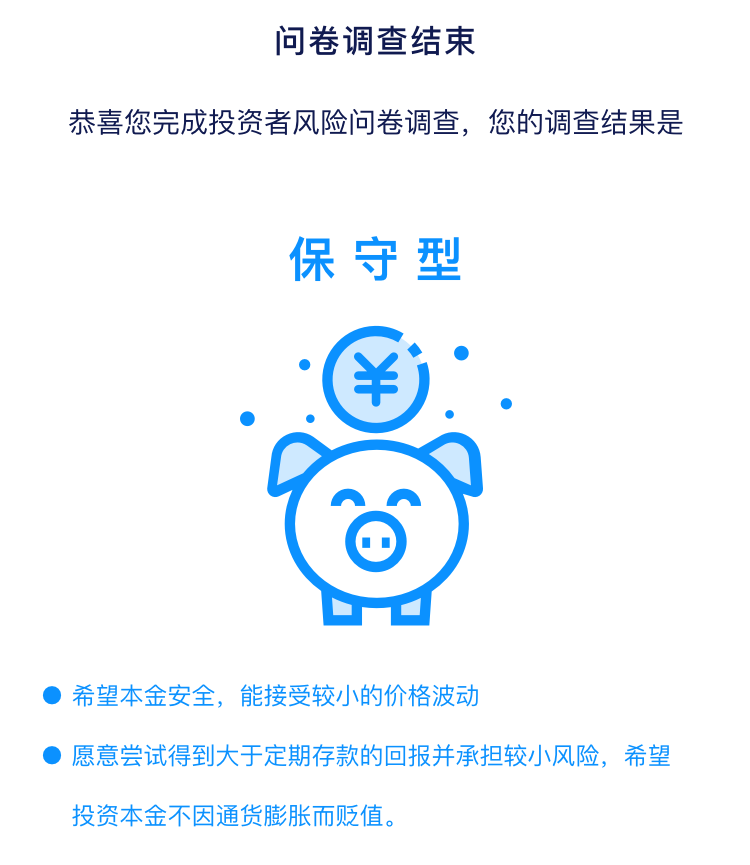 问卷调查结束
恭喜您完成投资者风险问卷调查，您的调查结果是
保守型
¥
希望本金安全，能接受较小的价格波动
愿意尝试得到大于定期存款的回报并承担较小风险，希望
投资本金不因通货膨胀而贬值。